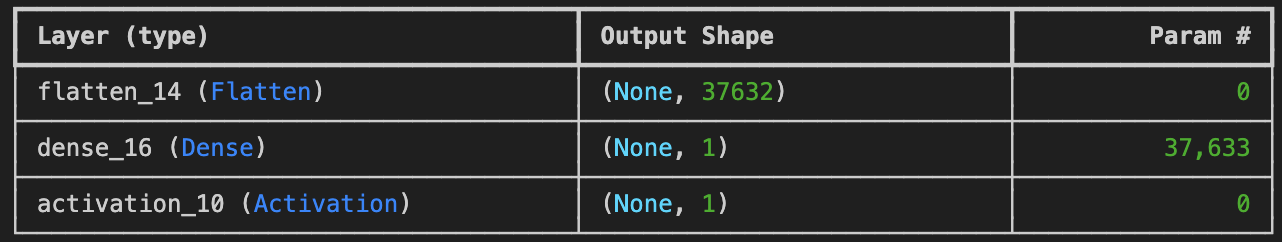 Layer (type) Output Shape Param #
flatten_14 (Flatten) (None, 37632) 0
dense_16 (Dense) (None, 1) 37,633
activation_10 (Activation) (None, 1) 0